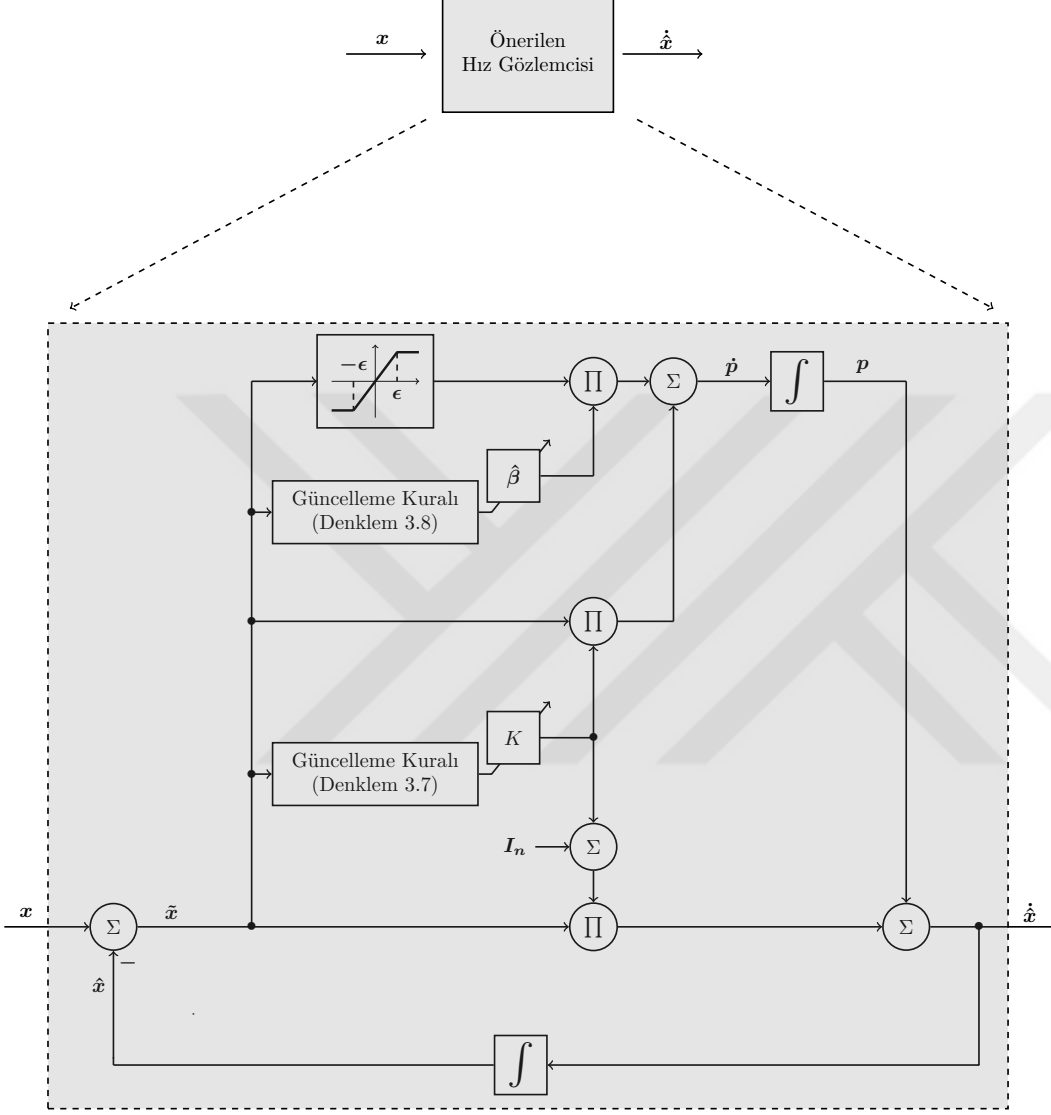 x
Önerilen
Hız Gözlemcisi
ẋ̂
−ϵ
ϵ
∏
Σ
ṗ
∫
p
β̂
Güncelleme Kuralı
(Denklem 3.8)
∏
K
Güncelleme Kuralı
(Denklem 3.7)
Iₙ
Σ
x
Σ
x̃
∏
Σ
ẋ̂
−
x̂
∫